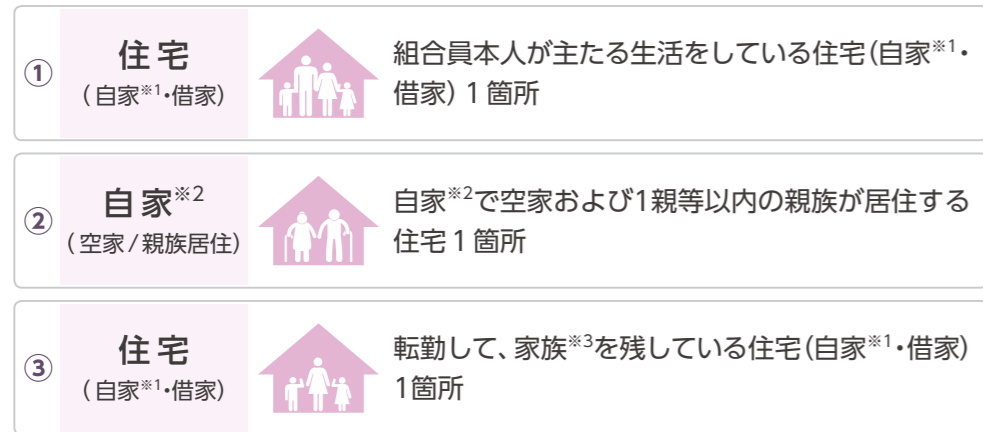 ①
住宅
（自家※1・借家）
組合員本人が主たる生活をしている住宅（自家※1・
借家）1箇所
②
自家※2
（空家/親族居住）
自家※2で空家および1親等以内の親族が居住する
住宅1箇所
③
住宅
（自家※1・借家）
転勤して、家族※3を残している住宅（自家※1・借家）
1箇所